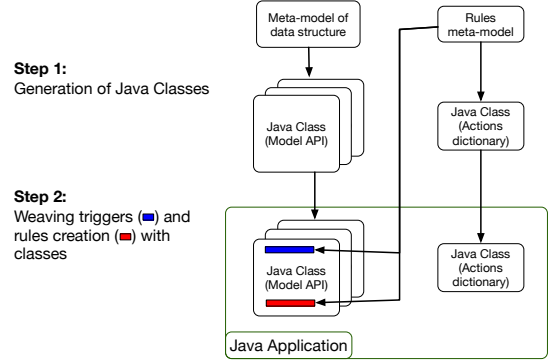 Meta-model of
data structure
Rules
meta-model
Step 1:
Generation of Java Classes
Java Class
(Model API)
Java Class
(Actions
dictionary)
Step 2:
Weaving triggers ( ) and
rules creation ( ) with
classes
Java Class
(Model API)
Java Class
(Actions
dictionary)
Java Application